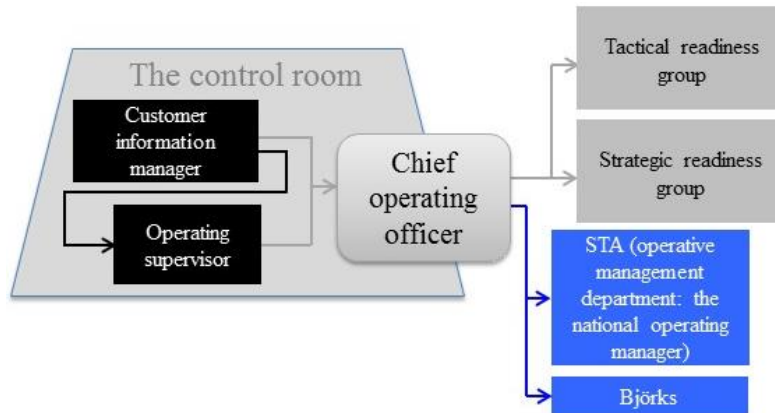 The control room
Customer
information
manager
Operating
supervisor
Chief
operating
officer
Tactical readiness
group
Strategic readiness
group
STA (operative
management
department: the
national operating
manager)
Björks